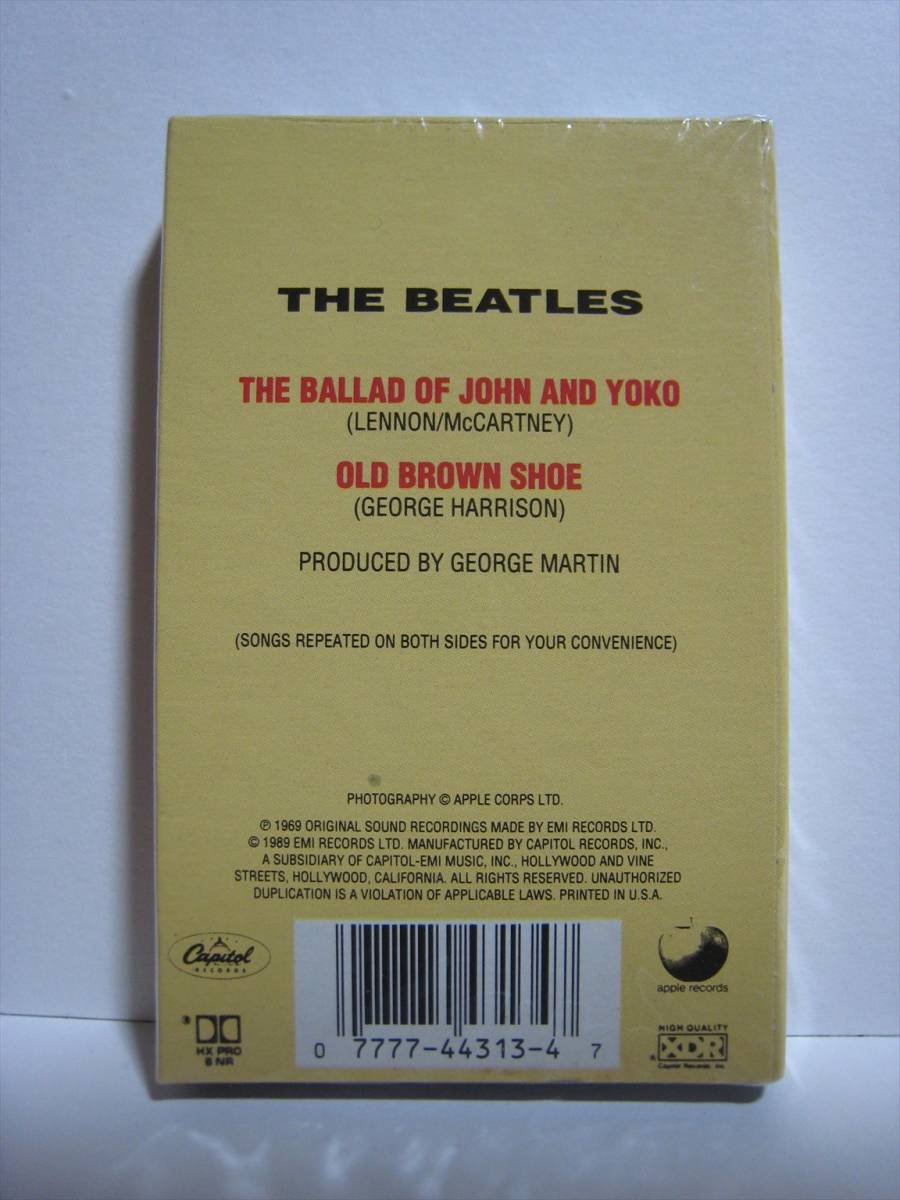 THE BEATLES
THE BALLAD OF JOHN AND YOKO
(LENNON/McCARTNEY)
OLD BROWN SHOE
(GEORGE HARRISON)
PRODUCED BY GEORGE MARTIN
(SONGS REPEATED ON BOTH SIDES FOR YOUR CONVENIENCE)
PHOTOGRAPHY © APPLE CORPS LTD.
℗ 1969 ORIGINAL SOUND RECORDINGS MADE BY EMI RECORDS LTD.
© 1989 EMI RECORDS LTD. MANUFACTURED BY CAPITOL RECORDS, INC.,
A SUBSIDIARY OF CAPITOL-EMI MUSIC, INC., HOLLYWOOD AND VINE
STREETS, HOLLYWOOD, CALIFORNIA. ALL RIGHTS RESERVED. UNAUTHORIZED
DUPLICATION IS A VIOLATION OF APPLICABLE LAWS. PRINTED IN U.S.A.
Capitol
RECORDS
apple records
HX PRO
B NR
0 7777-44313-4 7
HIGH QUALITY
XDR
Capitol Records, Inc.